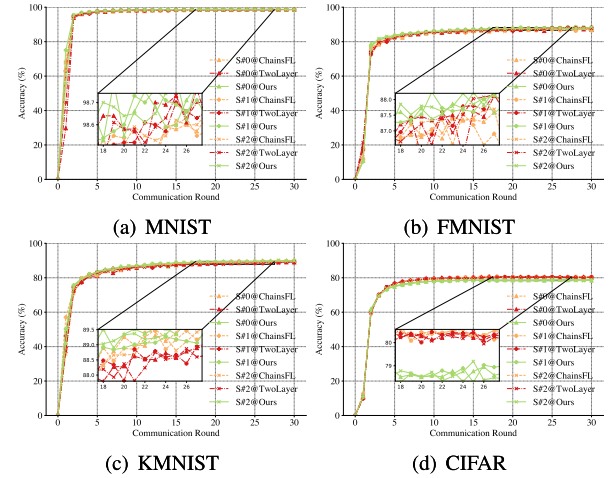 100
80
60
40
20
0
Accuracy (%)
98.7
98.6
18 20 22 24 26
S#0@ChainsFL
S#0@TwoLayer
S#0@Ours
S#1@ChainsFL
S#1@TwoLayer
S#1@Ours
S#2@ChainsFL
S#2@TwoLayer
S#2@Ours
0 5 10 15 20 25 30
Communication Round
(a) MNIST
100
80
60
40
20
0
Accuracy (%)
88.0
87.5
87.0
18 20 22 24 26
S#0@ChainsFL
S#0@TwoLayer
S#0@Ours
S#1@ChainsFL
S#1@TwoLayer
S#1@Ours
S#2@ChainsFL
S#2@TwoLayer
S#2@Ours
0 5 10 15 20 25 30
Communication Round
(b) FMNIST
100
80
60
40
20
0
Accuracy (%)
89.5
89.0
88.5
88.0
18 20 22 24 26
S#0@ChainsFL
S#0@TwoLayer
S#0@Ours
S#1@ChainsFL
S#1@TwoLayer
S#1@Ours
S#2@ChainsFL
S#2@TwoLayer
S#2@Ours
0 5 10 15 20 25 30
Communication Round
(c) KMNIST
100
80
60
40
20
0
Accuracy (%)
80
79
18 20 22 24 26
S#0@ChainsFL
S#0@TwoLayer
S#0@Ours
S#1@ChainsFL
S#1@TwoLayer
S#1@Ours
S#2@ChainsFL
S#2@TwoLayer
S#2@Ours
0 5 10 15 20 25 30
Communication Round
(d) CIFAR